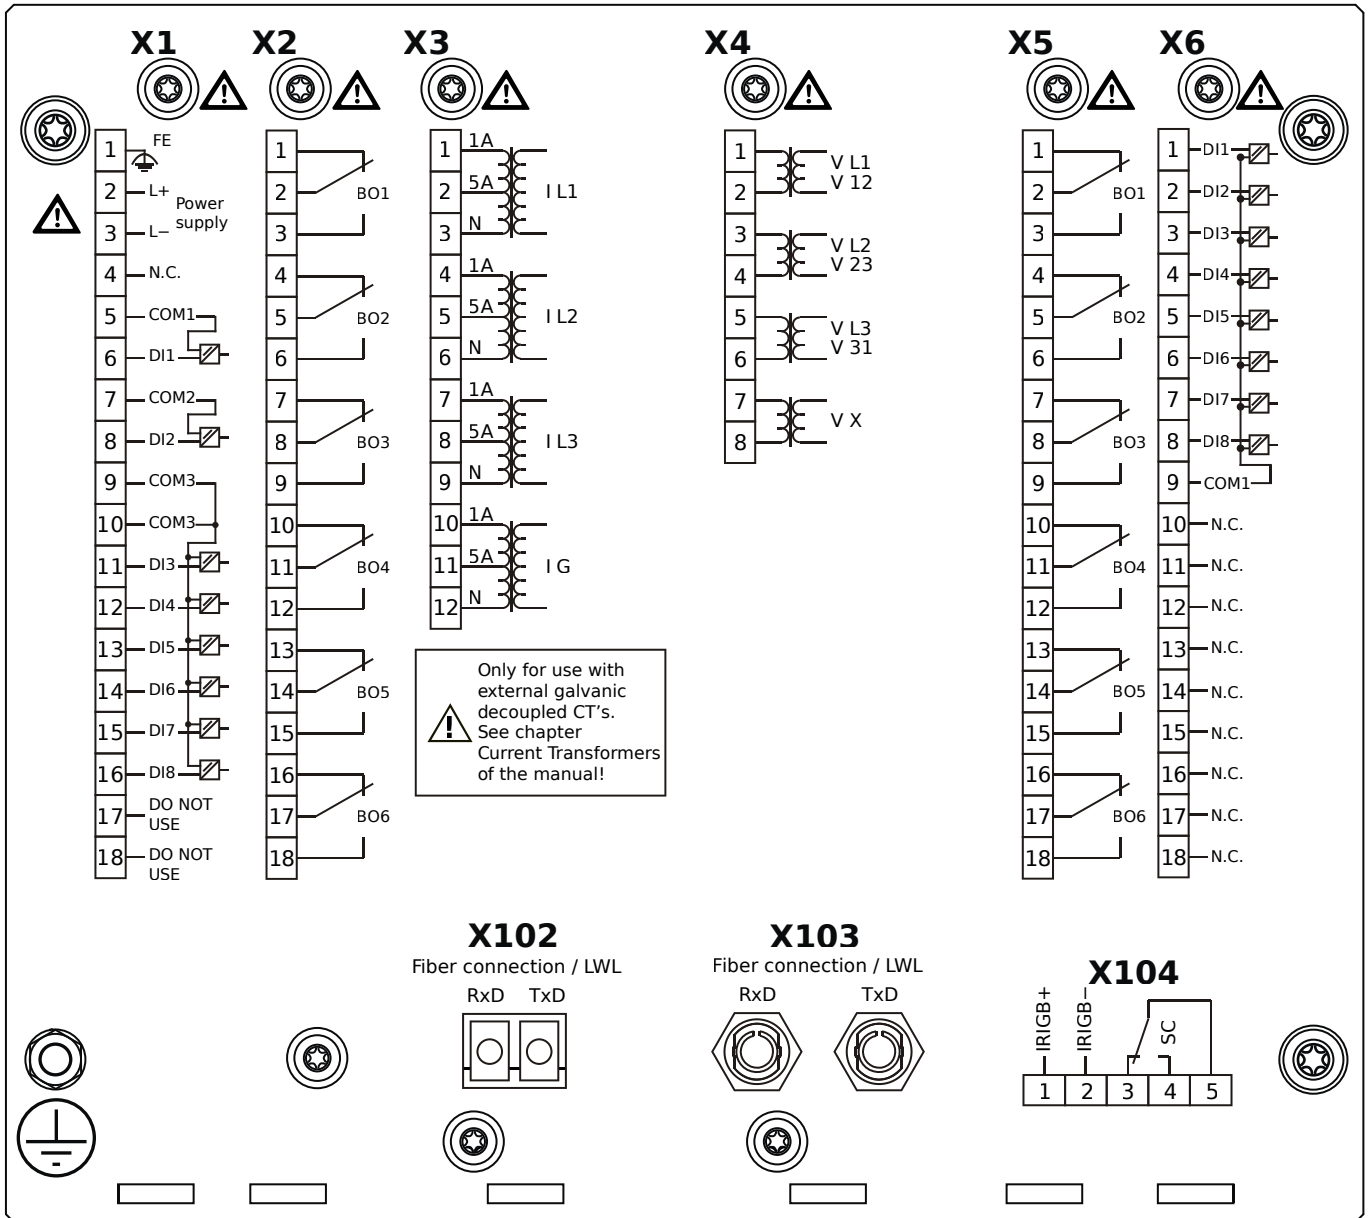 X1
X2
X3
X4
X5
X6
1 FE
2 L+
Power
supply
3 L−
4 N.C.
5 COM1
6 DI1
7 COM2
8 DI2
9 COM3
10 COM3
11 DI3
12 DI4
13 DI5
14 DI6
15 DI7
16 DI8
17 DO NOT
USE
18 DO NOT
USE
1
2 BO1
3
4
5 BO2
6
7
8 BO3
9
10
11 BO4
12
13
14 BO5
15
16
17 BO6
18
1 1A
2 5A I L1
3 N
4 1A
5 5A I L2
6 N
7 1A
8 5A I L3
9 N
10 1A
11 5A I G
12 N
Only for use with
external galvanic
decoupled CT's.
See chapter
Current Transformers
of the manual!
1 V L1
2 V 12
3 V L2
4 V 23
5 V L3
6 V 31
7 V X
8
1
2 BO1
3
4
5 BO2
6
7
8 BO3
9
10
11 BO4
12
13
14 BO5
15
16
17 BO6
18
1 DI1
2 DI2
3 DI3
4 DI4
5 DI5
6 DI6
7 DI7
8 DI8
9 COM1
10 N.C.
11 N.C.
12 N.C.
13 N.C.
14 N.C.
15 N.C.
16 N.C.
17 N.C.
18 N.C.
X102
Fiber connection / LWL
RxD TxD
X103
Fiber connection / LWL
RxD TxD
X104
IRIGB+
IRIGB−
SC
1 2 3 4 5